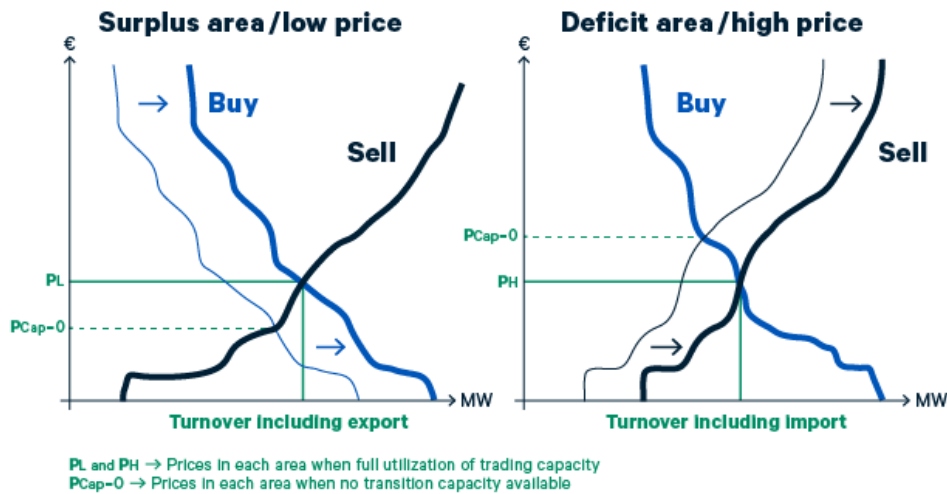 Surplus area/low price
€
Buy
Sell
PL
PCap-0
MW
Turnover including export
Deficit area/high price
€
Buy
Sell
PCap-0
PH
MW
Turnover including import
PL and PH → Prices in each area when full utilization of trading capacity
PCap-0 → Prices in each area when no transition capacity available